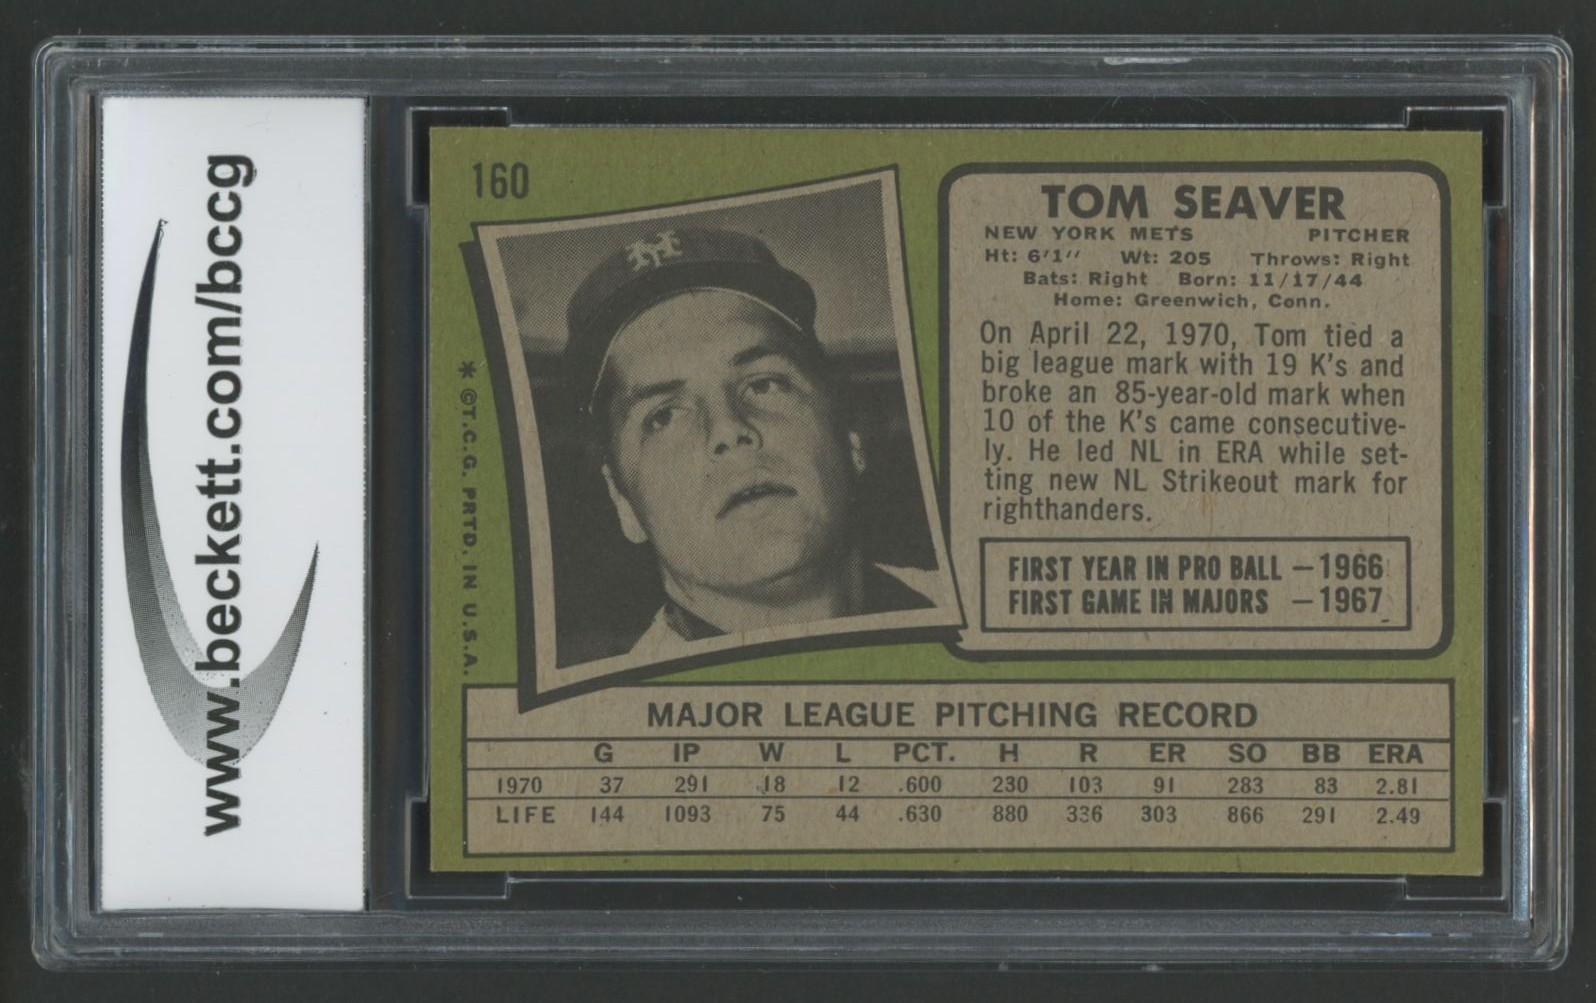 www.beckett.com/bccg
160
* ©T.C.G. PRTD. IN U.S.A.
TOM SEAVER
NEW YORK METS PITCHER
Ht: 6'1'' Wt: 205 Throws: Right
Bats: Right Born: 11/17/44
Home: Greenwich, Conn.
On April 22, 1970, Tom tied a
big league mark with 19 K's and
broke an 85-year-old mark when
10 of the K's came consecutive-
ly. He led NL in ERA while set-
ting new NL Strikeout mark for
righthanders.
FIRST YEAR IN PRO BALL — 1966
FIRST GAME IN MAJORS — 1967
MAJOR LEAGUE PITCHING RECORD
G IP W L PCT. H R ER SO BB ERA
1970 37 291 18 12 .600 230 103 91 283 83 2.81
LIFE 144 1093 75 44 .630 880 336 303 866 291 2.49